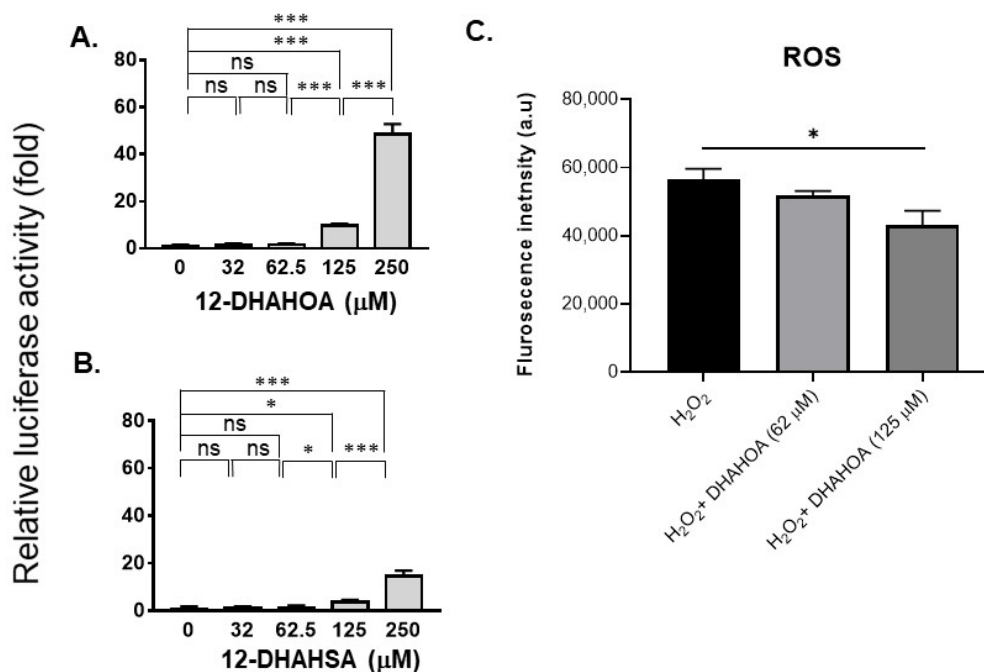 Relative luciferase activity (fold)
A.
***
***
ns
ns ns *** ***
80
60
40
20
0
0 32 62.5 125 250
12-DHAHOA (μM)
B.
***
*
ns
ns ns * ***
80
60
40
20
0
0 32 62.5 125 250
12-DHAHSA (μM)
C.
ROS
Flurosecence inetnsity (a.u)
80,000
60,000
40,000
20,000
0
*
H₂O₂
H₂O₂+ DHAHOA (62 μM)
H₂O₂+ DHAHOA (125 μM)